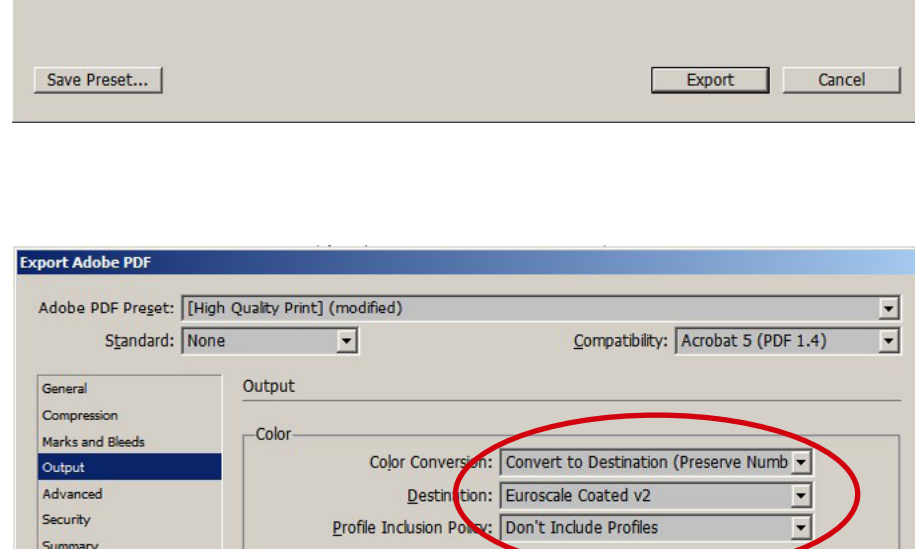 Save Preset... Export Cancel
Export Adobe PDF
Adobe PDF Preset: [High Quality Print] (modified)
Standard: None Compatibility: Acrobat 5 (PDF 1.4)
General Output
Compression
Marks and Bleeds Color
Output Color Conversion: Convert to Destination (Preserve Numb
Advanced Destination: Euroscale Coated v2
Security Profile Inclusion Policy: Don't Include Profiles
Summary